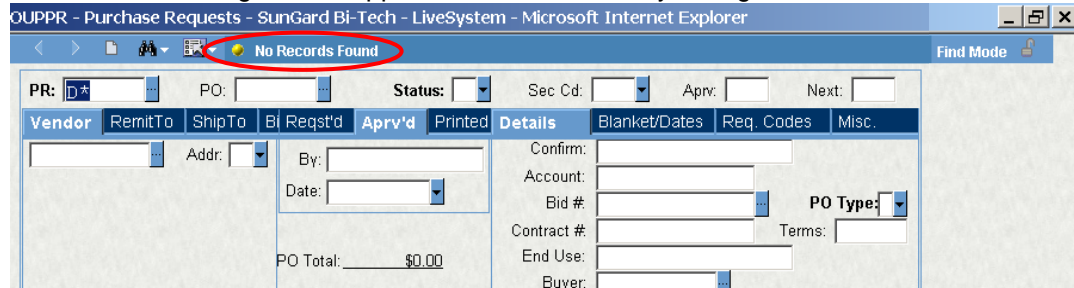 OUPPR - Purchase Requests - SunGard Bi-Tech - LiveSystem - Microsoft Internet Explorer
No Records Found Find Mode
PR: D* PO: Status: Sec Cd: Aprv: Next:
Vendor RemitTo ShipTo Bi Reqst'd Aprv'd Printed Details Blanket/Dates Req. Codes Misc.
Addr: By: Confirm:
Account:
Date: Bid #: PO Type:
Contract #: Terms:
PO Total: $0.00 End Use:
Buyer: